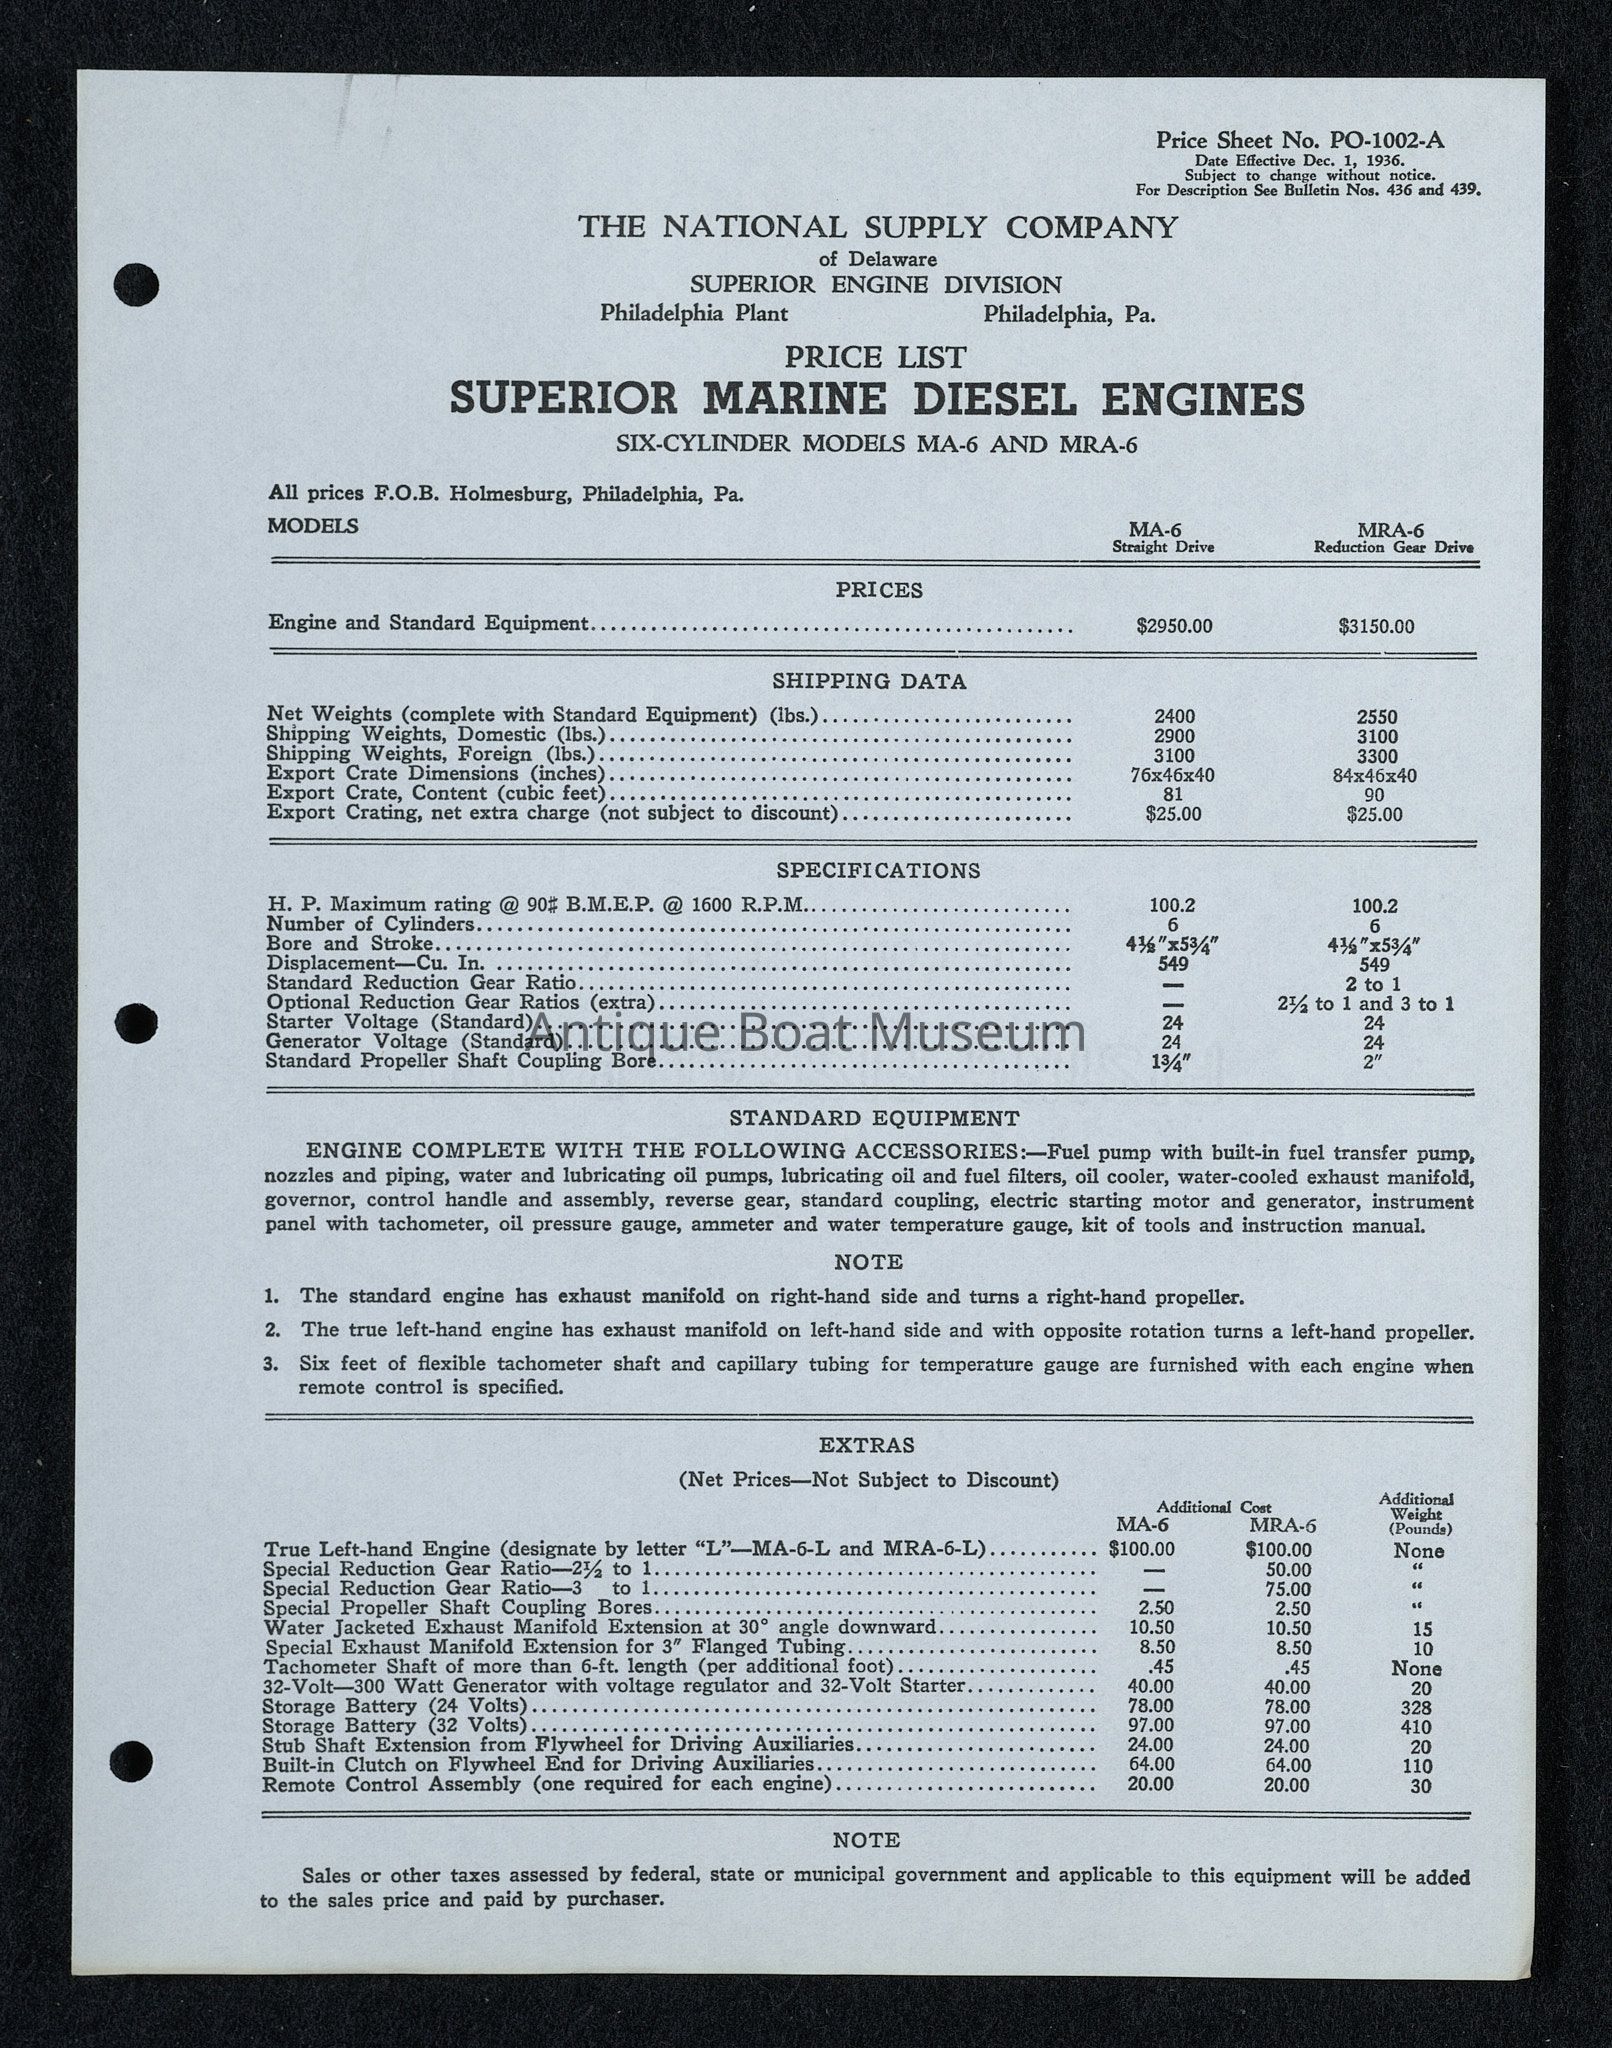 Price Sheet No. PO-1002-A
Date Effective Dec. 1, 1936.
Subject to change without notice.
For Description See Bulletin Nos. 436 and 439.
THE NATIONAL SUPPLY COMPANY
of Delaware
SUPERIOR ENGINE DIVISION
Philadelphia Plant Philadelphia, Pa.
PRICE LIST
SUPERIOR MARINE DIESEL ENGINES
SIX-CYLINDER MODELS MA-6 AND MRA-6
All prices F.O.B. Holmesburg, Philadelphia, Pa.
MODELS MA-6 MRA-6
Straight Drive Reduction Gear Drive
PRICES
Engine and Standard Equipment................................................ $2950.00 $3150.00
SHIPPING DATA
Net Weights (complete with Standard Equipment) (lbs.)......................... 2400 2550
Shipping Weights, Domestic (lbs.).............................................. 2900 3100
Shipping Weights, Foreign (lbs.)............................................... 3100 3300
Export Crate Dimensions (inches).............................................. 76x46x40 84x46x40
Export Crate, Content (cubic feet).............................................. 81 90
Export Crating, net extra charge (not subject to discount)....................... $25.00 $25.00
SPECIFICATIONS
H. P. Maximum rating @ 90# B.M.E.P. @ 1600 R.P.M........................... 100.2 100.2
Number of Cylinders........................................................... 6 6
Bore and Stroke............................................................... 4½"x5¾" 4½"x5¾"
Displacement—Cu. In. ......................................................... 549 549
Standard Reduction Gear Ratio................................................. — 2 to 1
Optional Reduction Gear Ratios (extra)......................................... — 2½ to 1 and 3 to 1
Starter Voltage (Standard)..................................................... 24 24
Antique Boat Museum
Generator Voltage (Standard).................................................. 24 24
Standard Propeller Shaft Coupling Bore......................................... 1¾" 2"
STANDARD EQUIPMENT
ENGINE COMPLETE WITH THE FOLLOWING ACCESSORIES:—Fuel pump with built-in fuel transfer pump,
nozzles and piping, water and lubricating oil pumps, lubricating oil and fuel filters, oil cooler, water-cooled exhaust manifold,
governor, control handle and assembly, reverse gear, standard coupling, electric starting motor and generator, instrument
panel with tachometer, oil pressure gauge, ammeter and water temperature gauge, kit of tools and instruction manual.
NOTE
1. The standard engine has exhaust manifold on right-hand side and turns a right-hand propeller.
2. The true left-hand engine has exhaust manifold on left-hand side and with opposite rotation turns a left-hand propeller.
3. Six feet of flexible tachometer shaft and capillary tubing for temperature gauge are furnished with each engine when
remote control is specified.
EXTRAS
(Net Prices—Not Subject to Discount)
Additional Cost Additional
Weight
MA-6 MRA-6 (Pounds)
True Left-hand Engine (designate by letter "L"—MA-6-L and MRA-6-L)........... $100.00 $100.00 None
Special Reduction Gear Ratio—2½ to 1............................................ — 50.00 "
Special Reduction Gear Ratio—3 to 1............................................ — 75.00 "
Special Propeller Shaft Coupling Bores............................................ 2.50 2.50 "
Water Jacketed Exhaust Manifold Extension at 30° angle downward................ 10.50 10.50 15
Special Exhaust Manifold Extension for 3" Flanged Tubing......................... 8.50 8.50 10
Tachometer Shaft of more than 6-ft. length (per additional foot).................... .45 .45 None
32-Volt—300 Watt Generator with voltage regulator and 32-Volt Starter............. 40.00 40.00 20
Storage Battery (24 Volts)........................................................ 78.00 78.00 328
Storage Battery (32 Volts)........................................................ 97.00 97.00 410
Stub Shaft Extension from Flywheel for Driving Auxiliaries........................ 24.00 24.00 20
Built-in Clutch on Flywheel End for Driving Auxiliaries............................ 64.00 64.00 110
Remote Control Assembly (one required for each engine).......................... 20.00 20.00 30
NOTE
Sales or other taxes assessed by federal, state or municipal government and applicable to this equipment will be added
to the sales price and paid by purchaser.